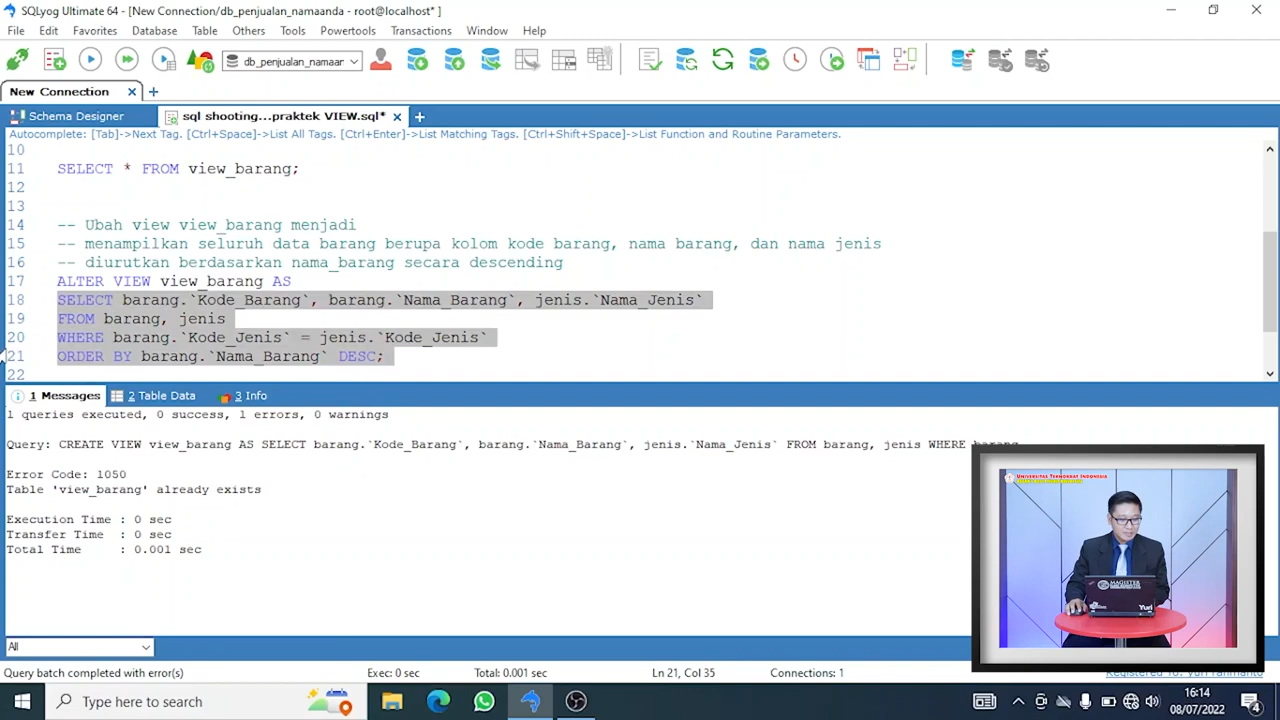 SQLyog Ultimate 64 - [New Connection/db_penjualan_namaanda - root@localhost* ]
File Edit Favorites Database Table Others Tools Powertools Transactions Window Help
db_penjualan_namaar
New Connection
Schema Designer
sql shooting...praktek VIEW.sql*
Autocomplete: [Tab]->Next Tag. [Ctrl+Space]->List All Tags. [Ctrl+Enter]->List Matching Tags. [Ctrl+Shift+Space]->List Function and Routine Parameters.
10
11 SELECT * FROM view_barang;
12
13
14 -- Ubah view view_barang menjadi
15 -- menampilkan seluruh data barang berupa kolom kode barang, nama barang, dan nama jenis
16 -- diurutkan berdasarkan nama_barang secara descending
17 ALTER VIEW view_barang AS
18 SELECT barang.`Kode_Barang`, barang.`Nama_Barang`, jenis.`Nama_Jenis`
19 FROM barang, jenis
20 WHERE barang.`Kode_Jenis` = jenis.`Kode_Jenis`
21 ORDER BY barang.`Nama_Barang` DESC;
22
1 Messages 2 Table Data 3 Info
1 queries executed, 0 success, 1 errors, 0 warnings
Query: CREATE VIEW view_barang AS SELECT barang.`Kode_Barang`, barang.`Nama_Barang`, jenis.`Nama_Jenis` FROM barang, jenis WHERE barang
Error Code: 1050
Table 'view_barang' already exists
Execution Time : 0 sec
Transfer Time : 0 sec
Total Time : 0.001 sec
UNIVERSITAS TEKNOKRAT INDONESIA
MAGISTER
Yuri
All
Query batch completed with error(s)
Exec: 0 sec
Total: 0.001 sec
Ln 21, Col 35
Connections: 1
Type here to search
16:14
08/07/2022
4